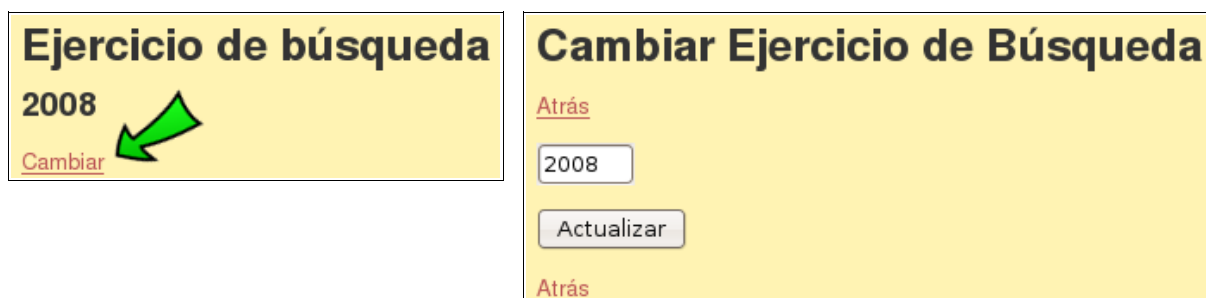 Ejercicio de búsqueda
2008
Cambiar
Cambiar Ejercicio de Búsqueda
Atrás
2008
Actualizar
Atrás